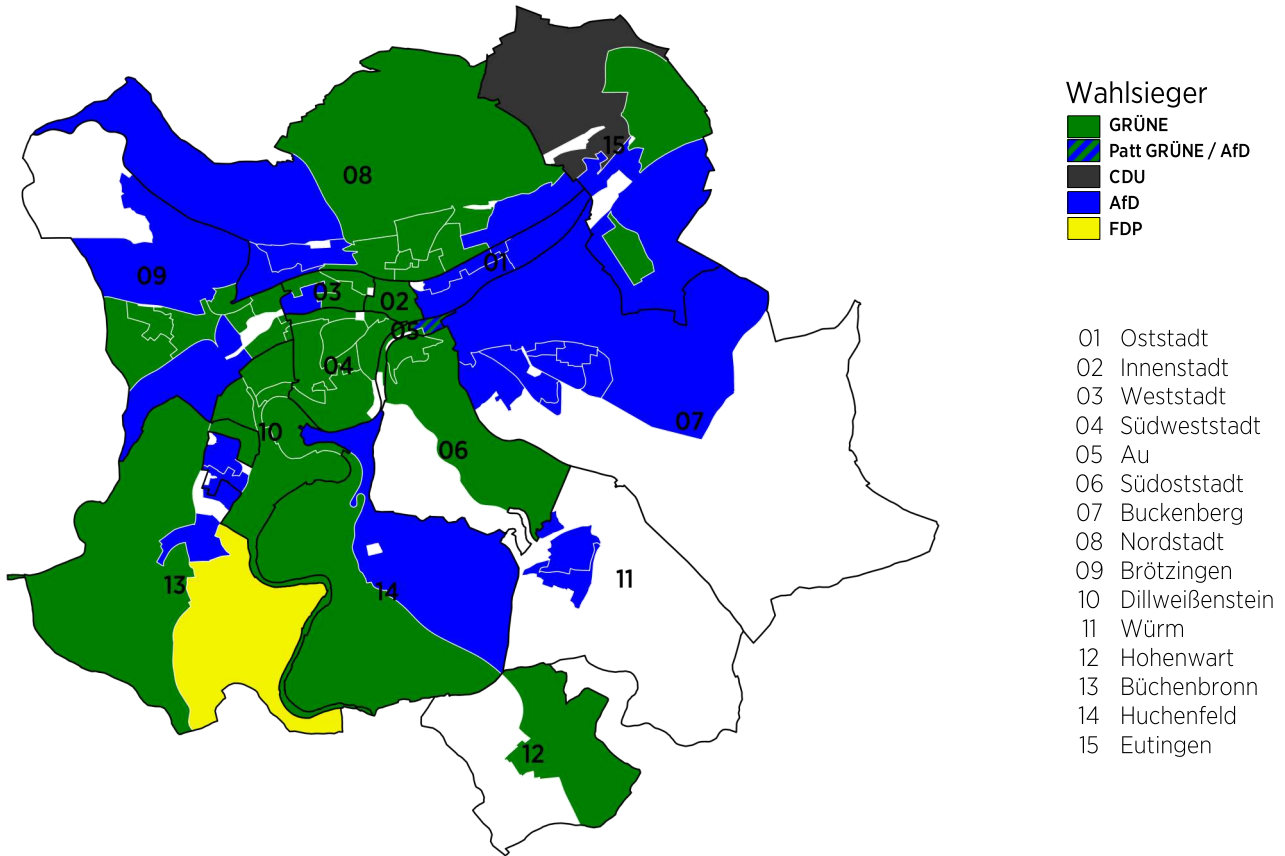 Wahlsieger
GRÜNE
Patt GRÜNE / AfD
CDU
AfD
FDP
15
08
01
09
03
02
05
04
07
10
06
11
13
14
12
01 Oststadt
02 Innenstadt
03 Weststadt
04 Südweststadt
05 Au
06 Südoststadt
07 Buckenberg
08 Nordstadt
09 Brötzingen
10 Dillweißenstein
11 Würm
12 Hohenwart
13 Büchenbronn
14 Huchenfeld
15 Eutingen